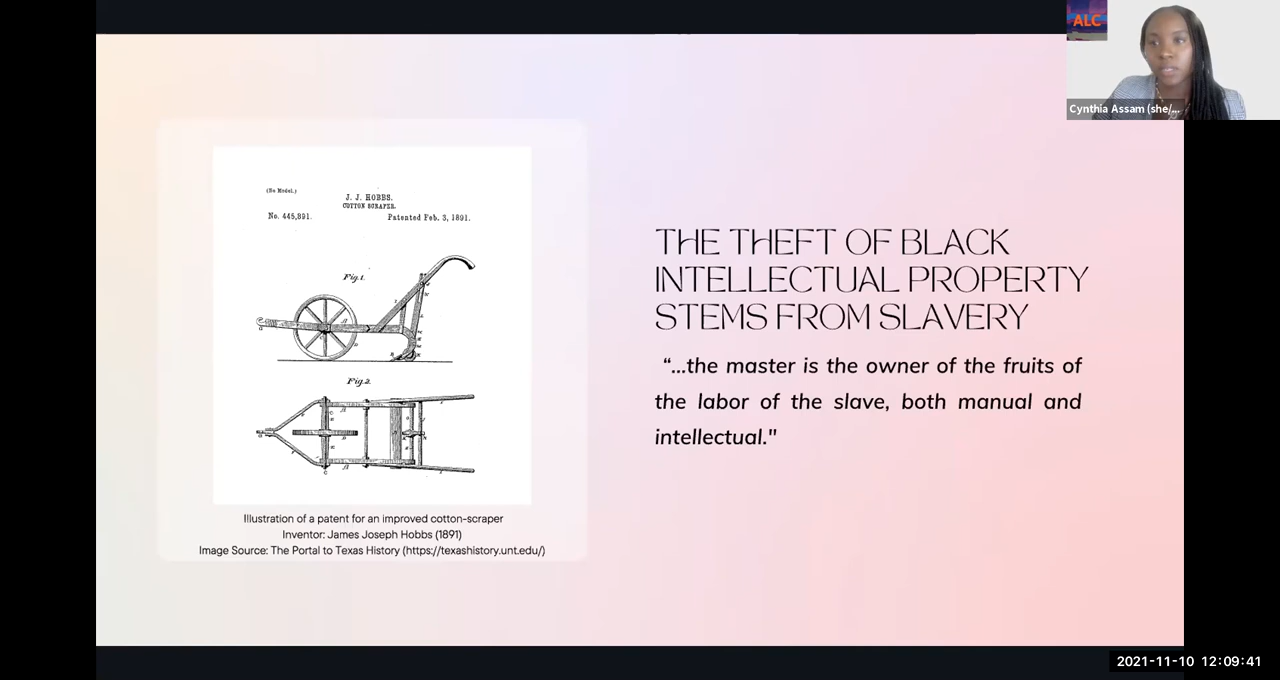 ALC
Cynthia Assam (she/...
(No Model.)
J. J. HOBBS.
COTTON SCRAPER.
No. 445,891. Patented Feb. 3, 1891.
Fig.1.
Fig.2.
Illustration of a patent for an improved cotton-scraper
Inventor: James Joseph Hobbs (1891)
Image Source: The Portal to Texas History (https://texashistory.unt.edu/)
THE THEFT OF BLACK
INTELLECTUAL PROPERTY
STEMS FROM SLAVERY
“...the master is the owner of the fruits of
the labor of the slave, both manual and
intellectual."
2021-11-10 12:09:41